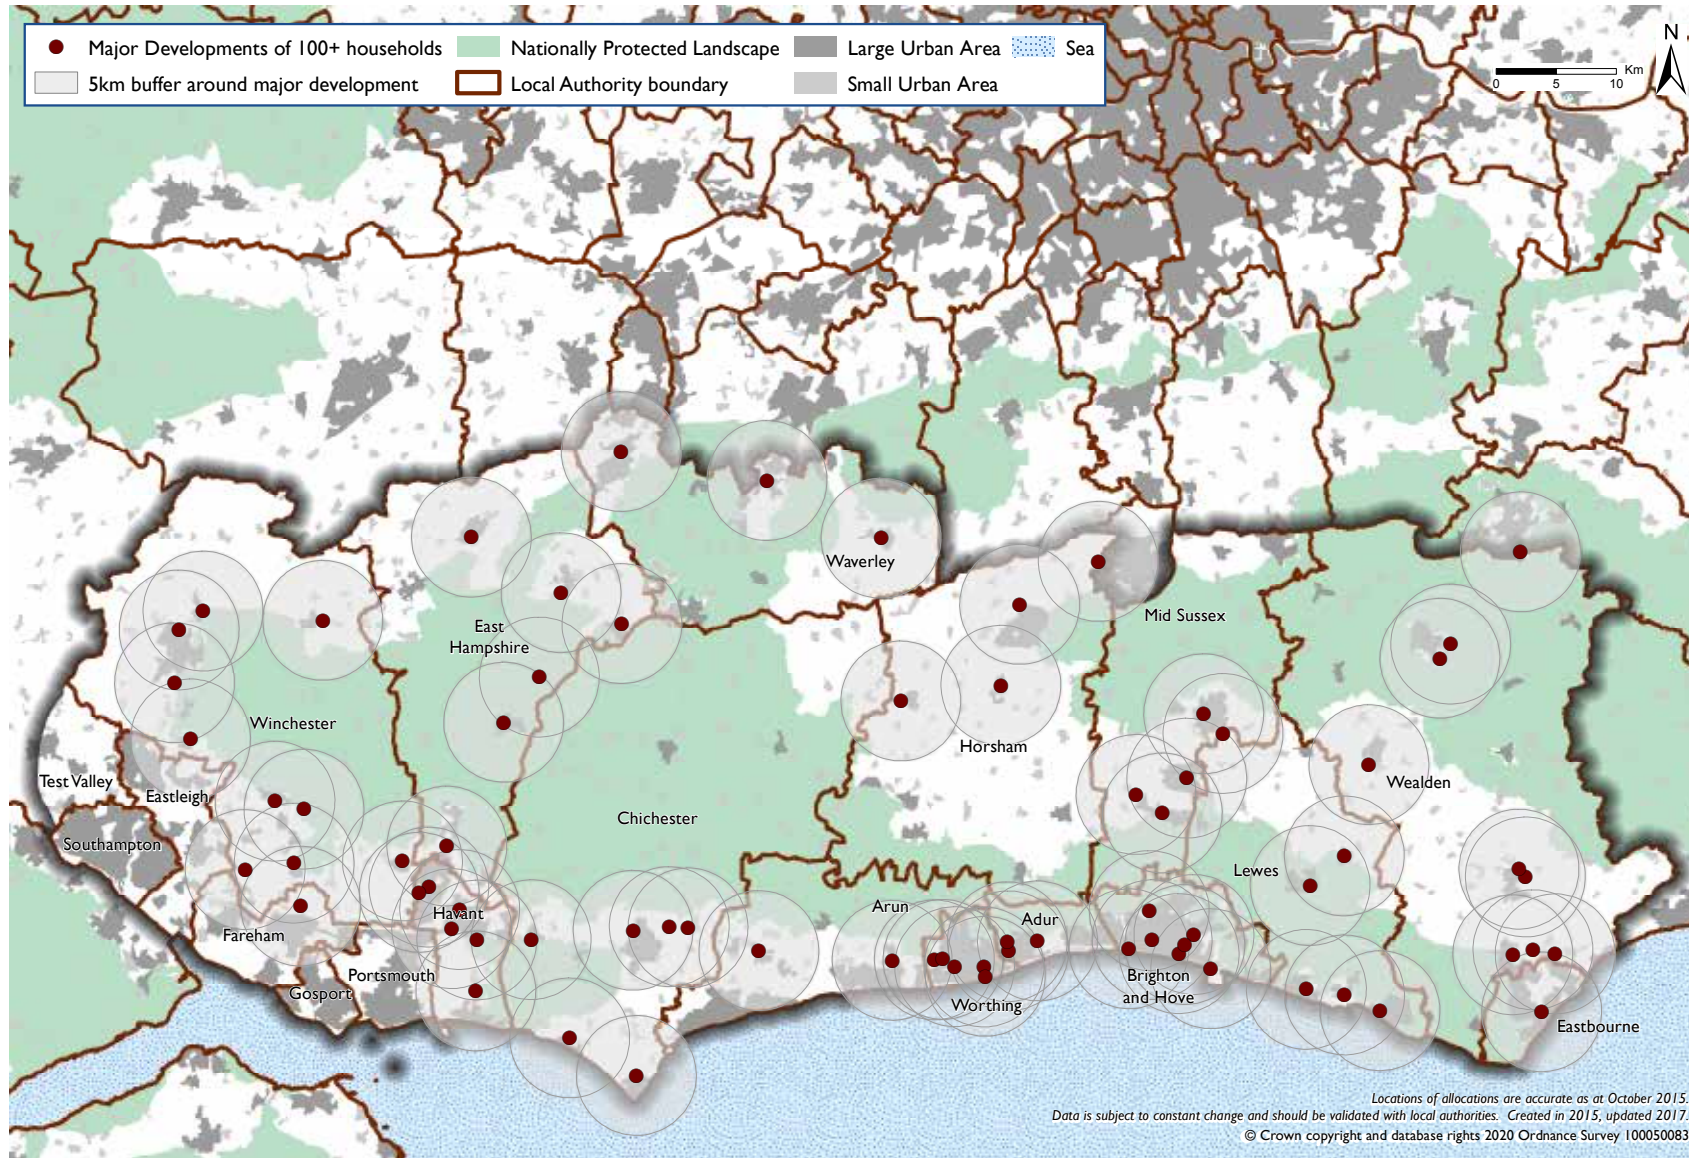 Major Developments of 100+ households
Nationally Protected Landscape
Large Urban Area
Sea
5km buffer around major development
Local Authority boundary
Small Urban Area
N
Km
0 5 10
Waverley
Mid Sussex
East
Hampshire
Winchester
Horsham
Test Valley
Eastleigh
Wealden
Chichester
Southampton
Lewes
Arun
Havant
Adur
Fareham
Portsmouth
Brighton
and Hove
Gosport
Worthing
Eastbourne
Locations of allocations are accurate as at October 2015.
Data is subject to constant change and should be validated with local authorities. Created in 2015, updated 2017.
© Crown copyright and database rights 2020 Ordnance Survey 100050083